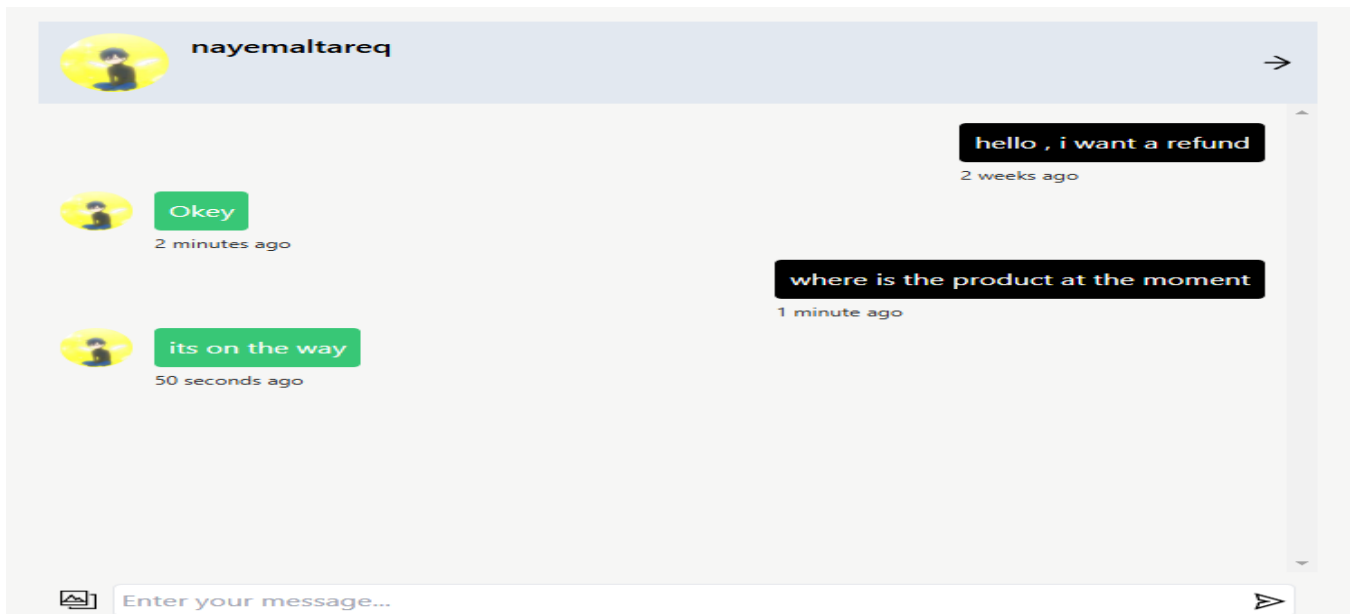 nayemaltareq
hello , i want a refund
2 weeks ago
Okey
2 minutes ago
where is the product at the moment
1 minute ago
its on the way
50 seconds ago
Enter your message...